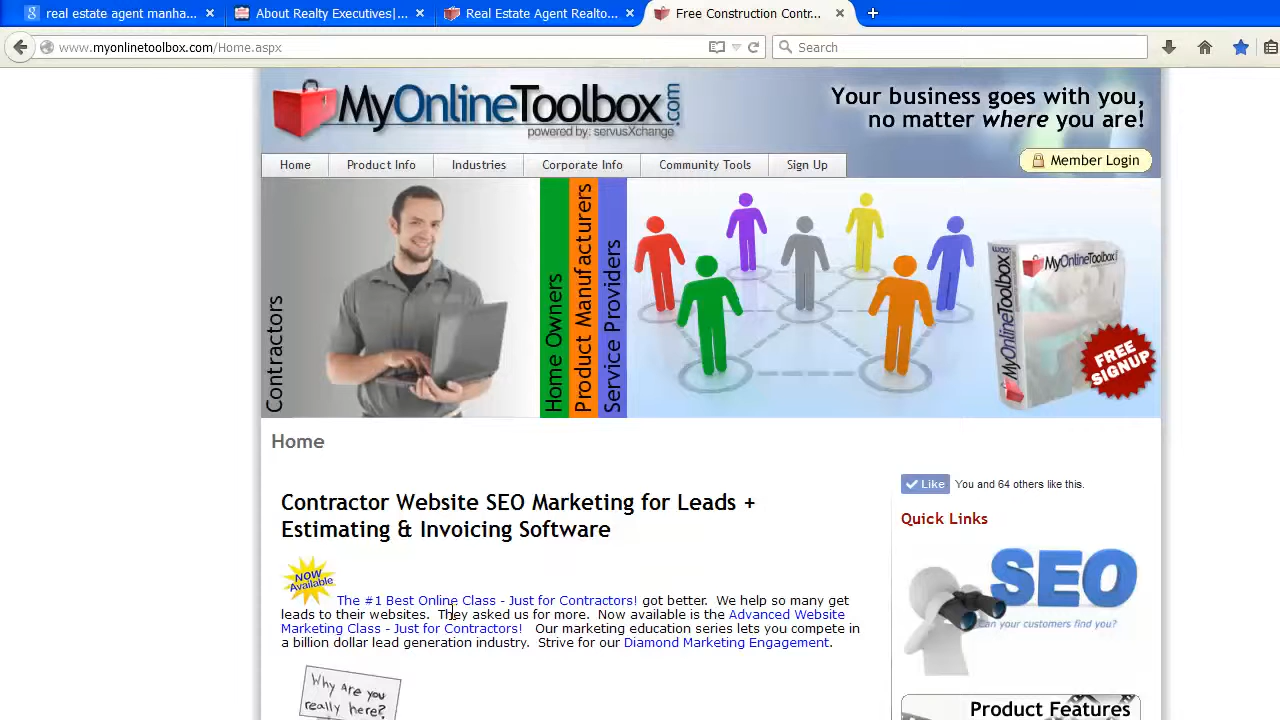 real estate agent manha...
About Realty Executives|...
Real Estate Agent Realto...
Free Construction Contr...
www.myonlinetoolbox.com/Home.aspx
Search
MyOnlineToolbox.com
powered by: servusXchange
Your business goes with you,
no matter where you are!
Home
Product Info
Industries
Corporate Info
Community Tools
Sign Up
Member Login
Contractors
Home Owners
Product Manufacturers
Service Providers
MyOnlineToolbox
MyOnlineToolbox
FREE
SIGNUP
Home
Contractor Website SEO Marketing for Leads +
Estimating & Invoicing Software
NOW
Available
The #1 Best Online Class - Just for Contractors! got better. We help so many get
leads to their websites. They asked us for more. Now available is the Advanced Website
Marketing Class - Just for Contractors! Our marketing education series lets you compete in
a billion dollar lead generation industry. Strive for our Diamond Marketing Engagement.
Why Are you
really here?
Like
You and 64 others like this.
Quick Links
SEO
Can your customers find you?
Product Features